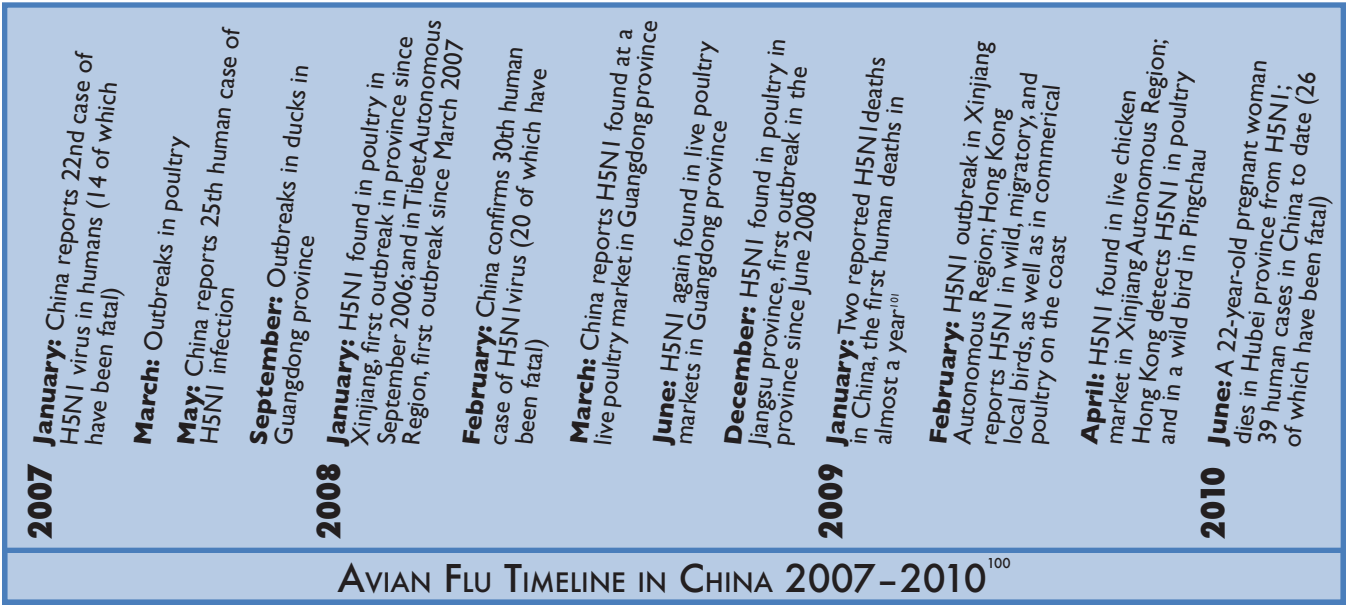 AVIAN FLU TIMELINE IN CHINA 2007–2010¹⁰⁰
2007 January: China reports 22nd case of
H5N1 virus in humans (14 of which
have been fatal)
March: Outbreaks in poultry
May: China reports 25th human case of
H5N1 infection
September: Outbreaks in ducks in
Guangdong province
2008 January: H5N1 found in poultry in
Xinjiang, first outbreak in province since
September 2006; and in Tibet Autonomous
Region, first outbreak since March 2007
February: China confirms 30th human
case of H5N1 virus (20 of which have
been fatal)
March: China reports H5N1 found at a
live poultry market in Guangdong province
June: H5N1 again found in live poultry
markets in Guangdong province
December: H5N1 found in poultry in
Jiangsu province, first outbreak in the
province since June 2008
2009 January: Two reported H5N1 deaths
in China, the first human deaths in
almost a year¹⁰¹
February: H5N1 outbreak in Xinjiang
Autonomous Region; Hong Kong
reports H5N1 in wild, migratory, and
local birds, as well as in commerical
poultry on the coast
April: H5N1 found in live chicken
market in Xinjiang Autonomous Region;
Hong Kong detects H5N1 in poultry
and in a wild bird in Pingchau
2010 June: A 22-year-old pregnant woman
dies in Hubei province from H5N1;
39 human cases in China to date (26
of which have been fatal)